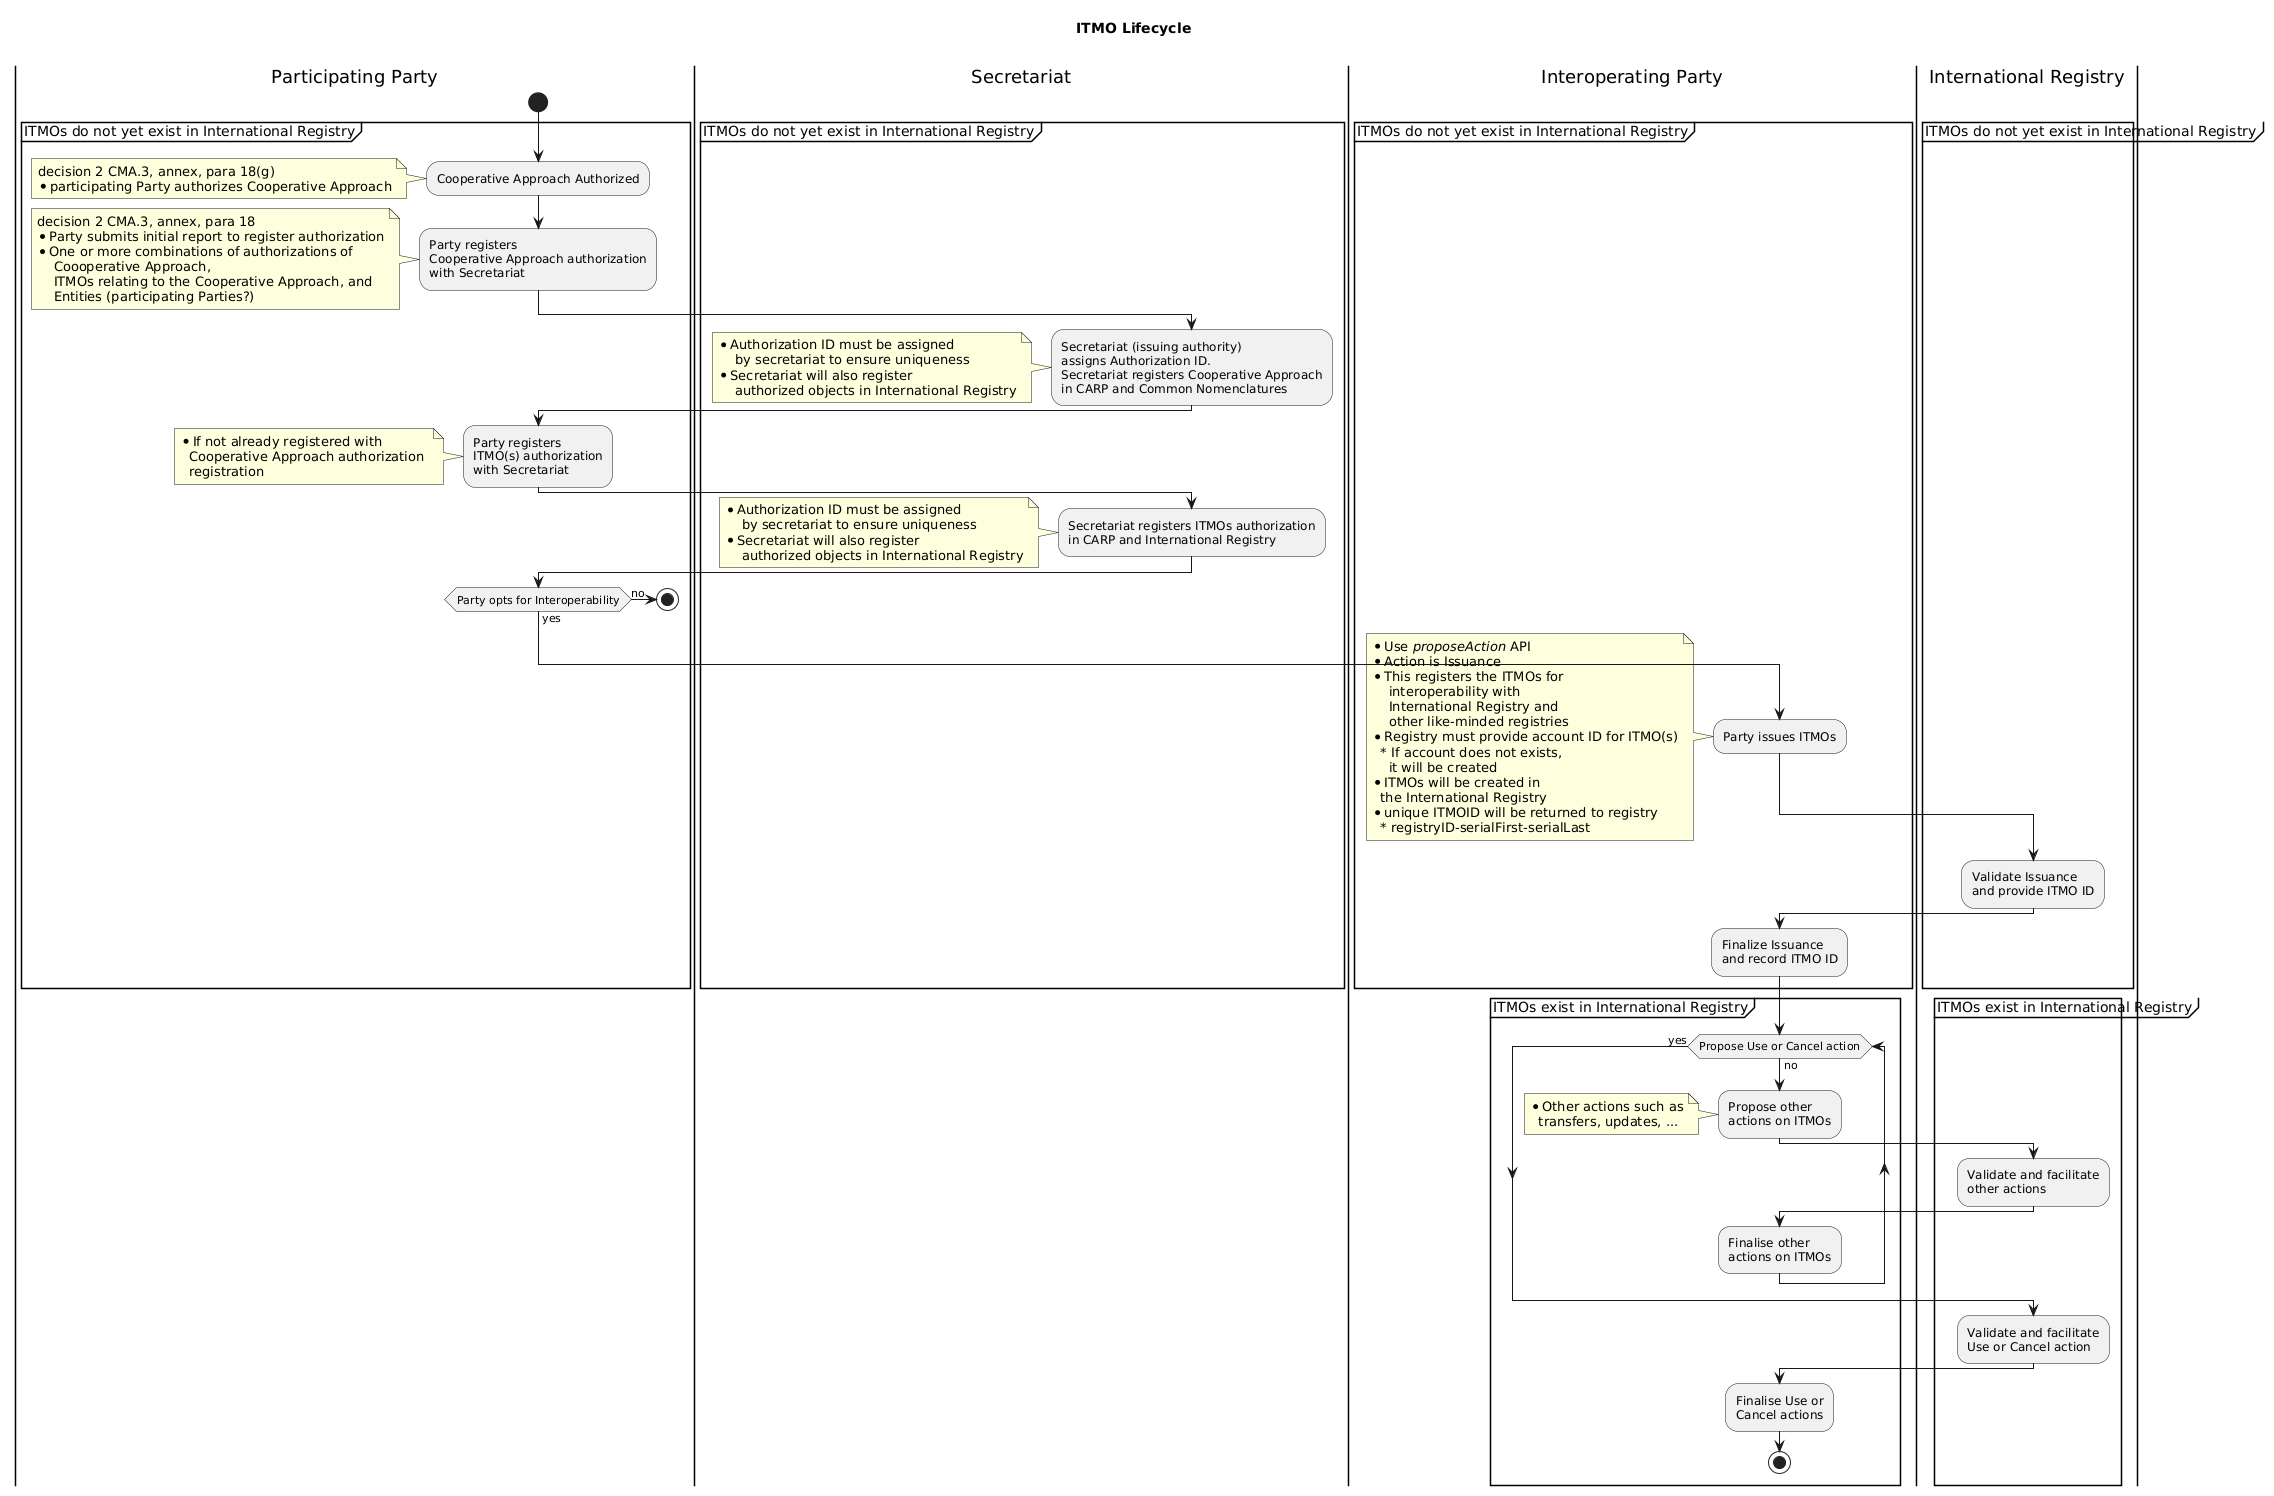 ITMO Lifecycle
Participating Party
Secretariat
Interoperating Party
International Registry
ITMOs do not yet exist in International Registry
ITMOs do not yet exist in International Registry
ITMOs do not yet exist in International Registry
ITMOs do not yet exist in International Registry
decision 2 CMA.3, annex, para 18(g)
• participating Party authorizes Cooperative Approach
Cooperative Approach Authorized
decision 2 CMA.3, annex, para 18
• Party submits initial report to register authorization
• One or more combinations of authorizations of
Coooperative Approach,
ITMOs relating to the Cooperative Approach, and
Entities (participating Parties?)
Party registers
Cooperative Approach authorization
with Secretariat
• Authorization ID must be assigned
by secretariat to ensure uniqueness
• Secretariat will also register
authorized objects in International Registry
Secretariat (issuing authority)
assigns Authorization ID.
Secretariat registers Cooperative Approach
in CARP and Common Nomenclatures
• If not already registered with
Cooperative Approach authorization
registration
Party registers
ITMO(s) authorization
with Secretariat
• Authorization ID must be assigned
by secretariat to ensure uniqueness
• Secretariat will also register
authorized objects in International Registry
Secretariat registers ITMOs authorization
in CARP and International Registry
Party opts for Interoperability
no
yes
• Use proposeAction API
• Action is Issuance
• This registers the ITMOs for
interoperability with
International Registry and
other like-minded registries
• Registry must provide account ID for ITMO(s)
* If account does not exists,
it will be created
• ITMOs will be created in
the International Registry
• unique ITMOID will be returned to registry
* registryID-serialFirst-serialLast
Party issues ITMOs
Validate Issuance
and provide ITMO ID
Finalize Issuance
and record ITMO ID
ITMOs exist in International Registry
ITMOs exist in International Registry
yes
Propose Use or Cancel action
no
• Other actions such as
transfers, updates, ...
Propose other
actions on ITMOs
Validate and facilitate
other actions
Finalise other
actions on ITMOs
Validate and facilitate
Use or Cancel action
Finalise Use or
Cancel actions